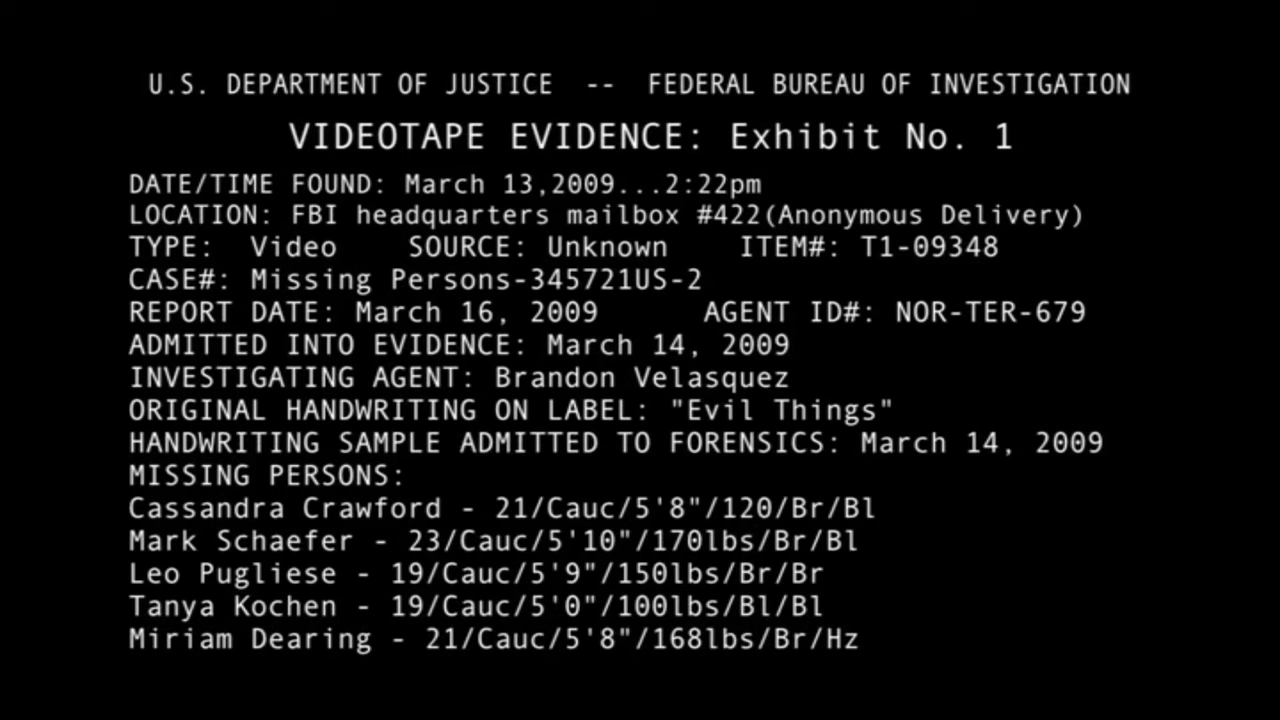 U.S. DEPARTMENT OF JUSTICE -- FEDERAL BUREAU OF INVESTIGATION
VIDEOTAPE EVIDENCE: Exhibit No. 1
DATE/TIME FOUND: March 13,2009...2:22pm
LOCATION: FBI headquarters mailbox #422(Anonymous Delivery)
TYPE: Video SOURCE: Unknown ITEM#: T1-09348
CASE#: Missing Persons-345721US-2
REPORT DATE: March 16, 2009 AGENT ID#: NOR-TER-679
ADMITTED INTO EVIDENCE: March 14, 2009
INVESTIGATING AGENT: Brandon Velasquez
ORIGINAL HANDWRITING ON LABEL: "Evil Things"
HANDWRITING SAMPLE ADMITTED TO FORENSICS: March 14, 2009
MISSING PERSONS:
Cassandra Crawford - 21/Cauc/5'8"/120/Br/Bl
Mark Schaefer - 23/Cauc/5'10"/170lbs/Br/Bl
Leo Pugliese - 19/Cauc/5'9"/150lbs/Br/Br
Tanya Kochen - 19/Cauc/5'0"/100lbs/Bl/Bl
Miriam Dearing - 21/Cauc/5'8"/168lbs/Br/Hz